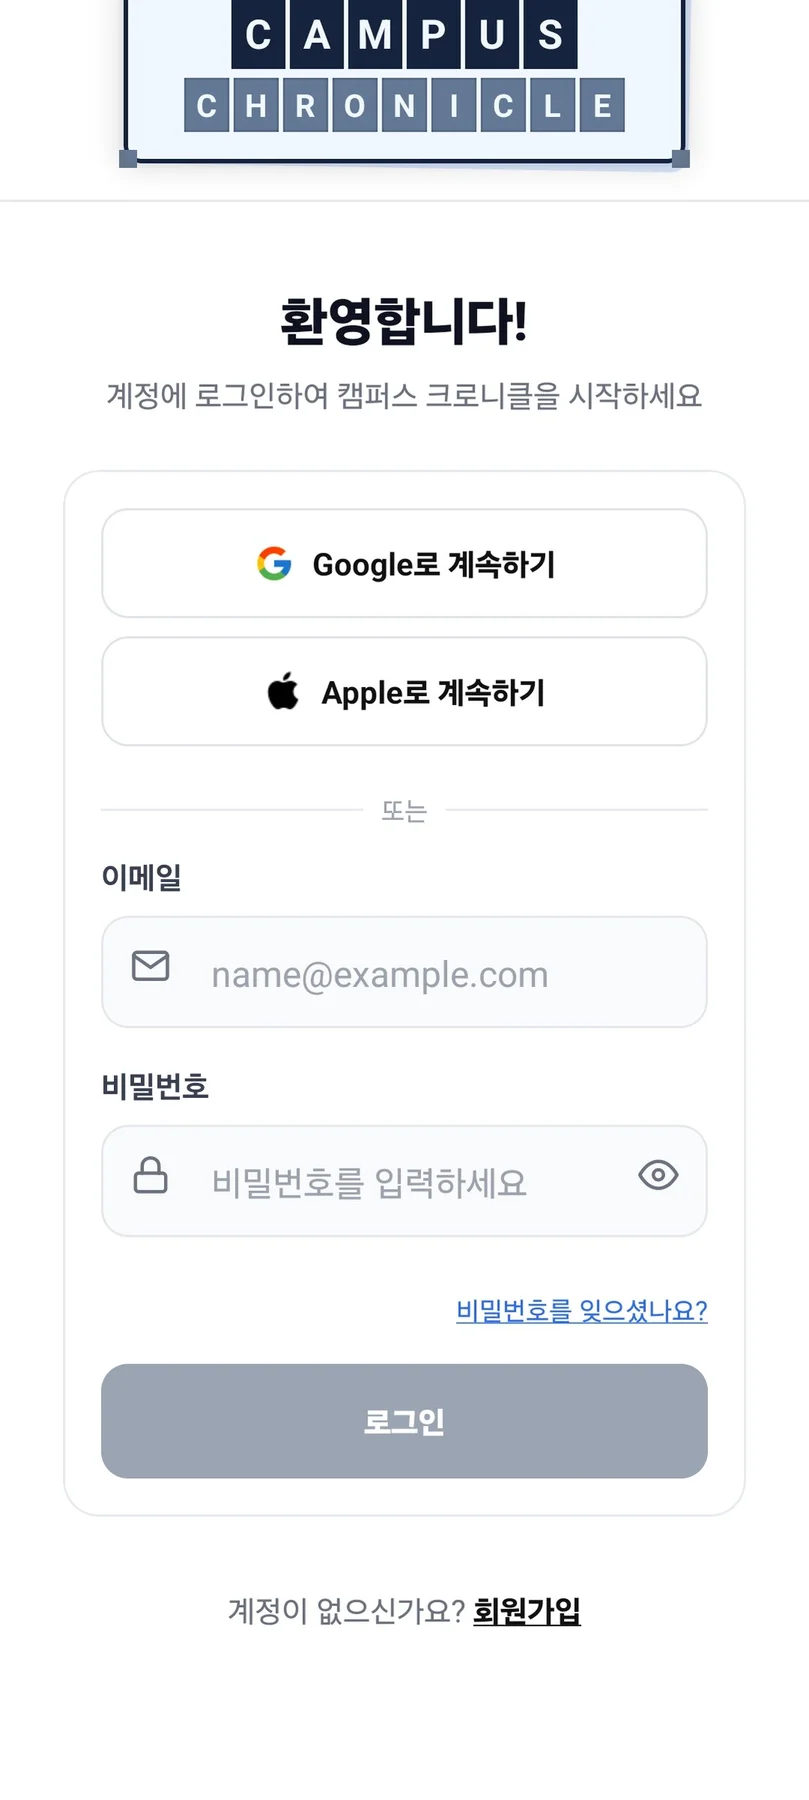 CAMPUS
CHRONICLE
환영합니다!
계정에 로그인하여 캠퍼스 크로니클을 시작하세요
Google로 계속하기
Apple로 계속하기
또는
이메일
name@example.com
비밀번호
비밀번호를 입력하세요
비밀번호를 잊으셨나요?
로그인
계정이 없으신가요? 회원가입